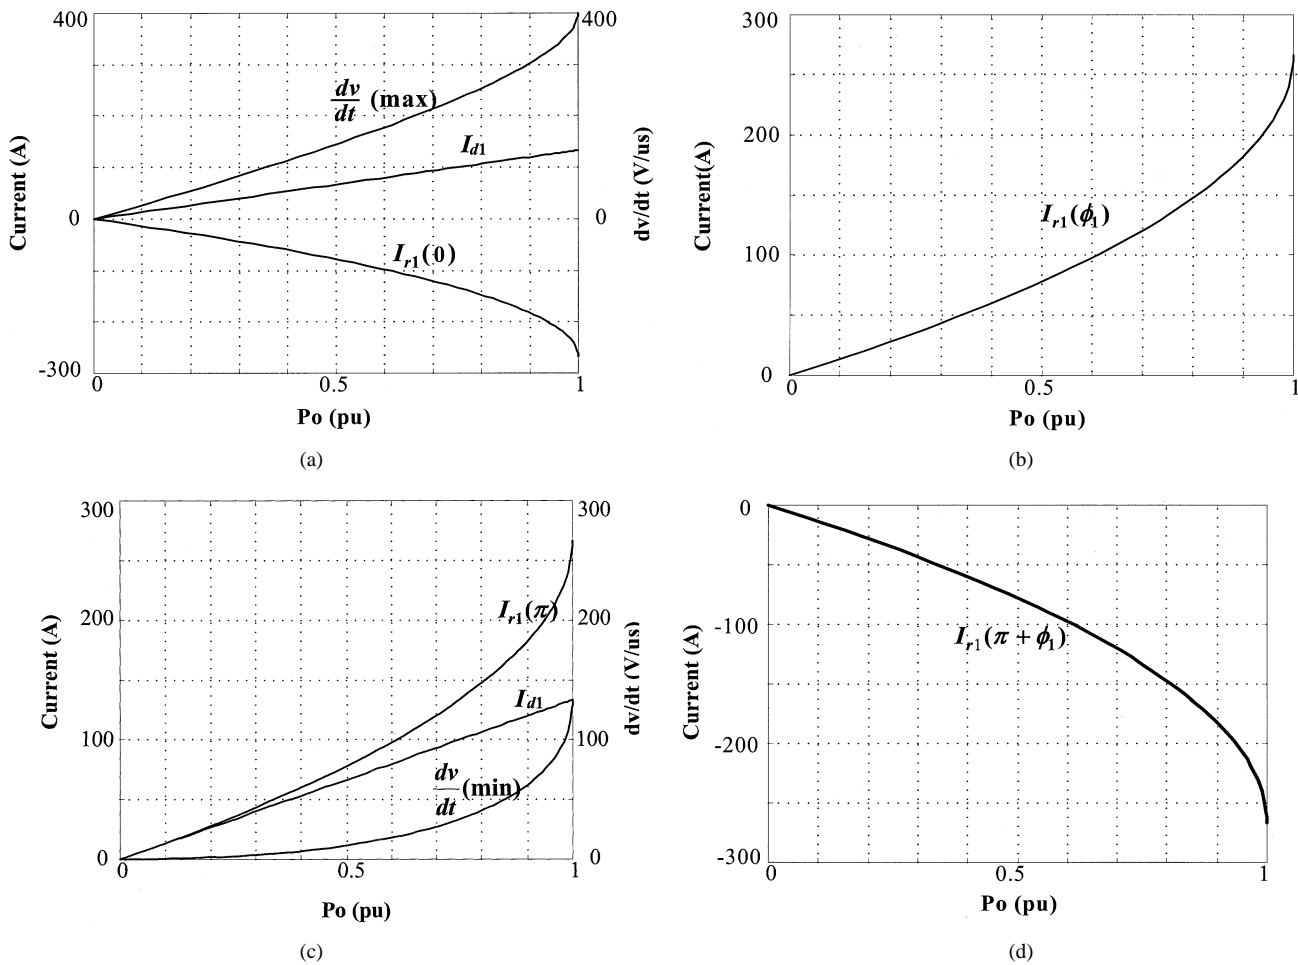 400
400
dv/dt (max)
I_d1
0
0
I_r1(0)
-300
0
0.5
1
Current (A)
dv/dt (V/us)
Po (pu)
(a)
300
200
I_r1(ϕ_1)
100
0
0
0.5
1
Current(A)
Po (pu)
(b)
300
300
I_r1(π)
200
200
I_d1
100
100
dv/dt (min)
0
0
0
0.5
1
Current (A)
dv/dt (V/us)
Po (pu)
(c)
0
-100
I_r1(π + ϕ_1)
-200
-300
0
0.5
1
Current (A)
Po (pu)
(d)